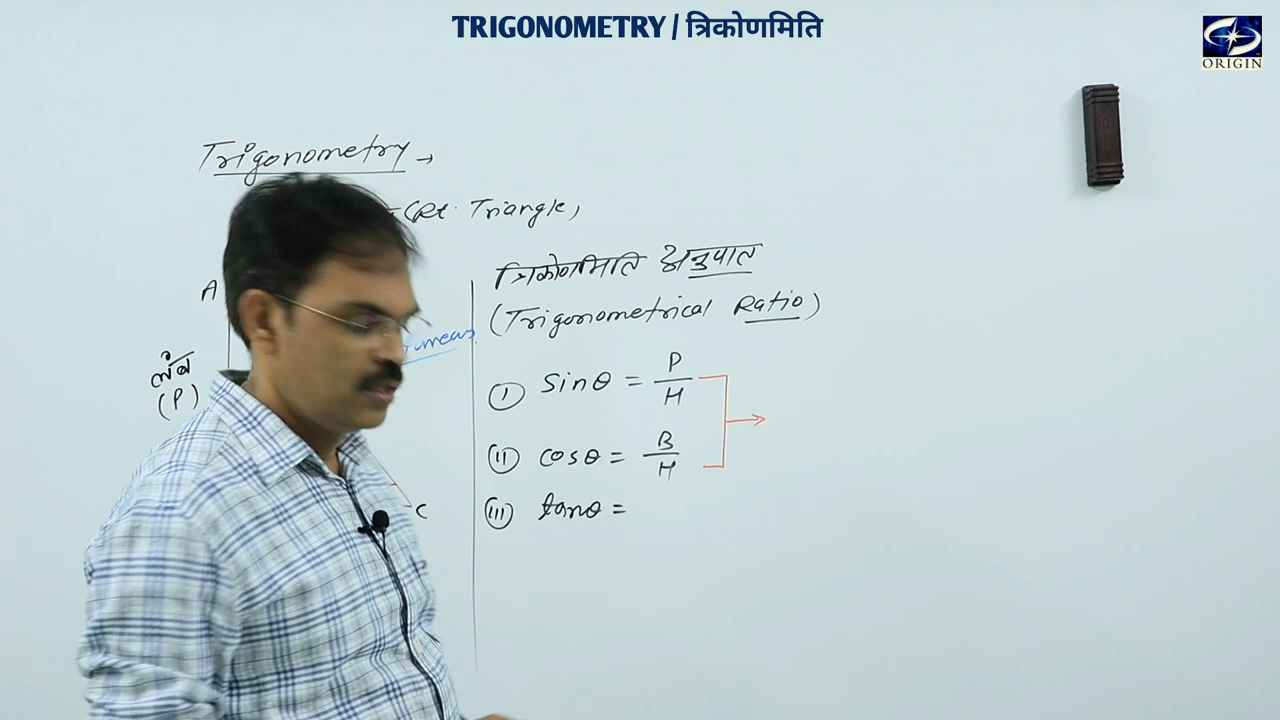 TRIGONOMETRY / त्रिकोणमिति
ORIGIN
Trigonometry →
(Rt. Triangle,
A
लंब
(P)
C
त्रिकोणमिति अनुपात
(Trigonometrical Ratio)
(I) Sinθ = P/H
(II) cosθ = B/H
(III) tanθ =